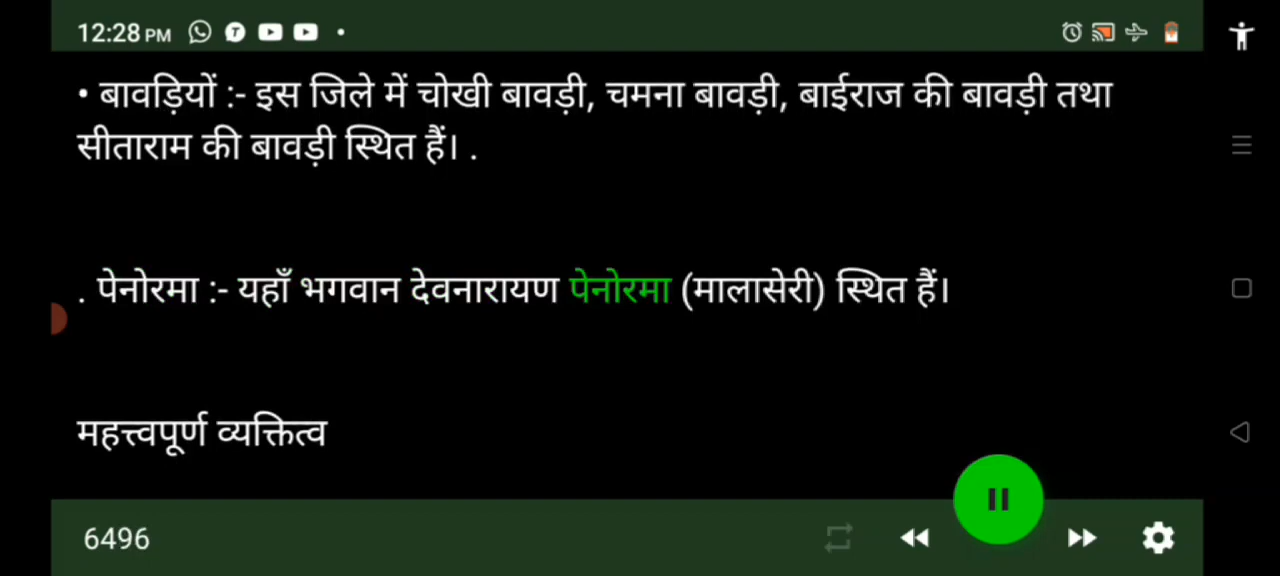 12:28 PM
• बावड़ियों :- इस जिले में चोखी बावड़ी, चमना बावड़ी, बाईराज की बावड़ी तथा
सीताराम की बावड़ी स्थित हैं। .
. पेनोरमा :- यहाँ भगवान देवनारायण पेनोरमा (मालासेरी) स्थित हैं।
महत्त्वपूर्ण व्यक्तित्व
6496